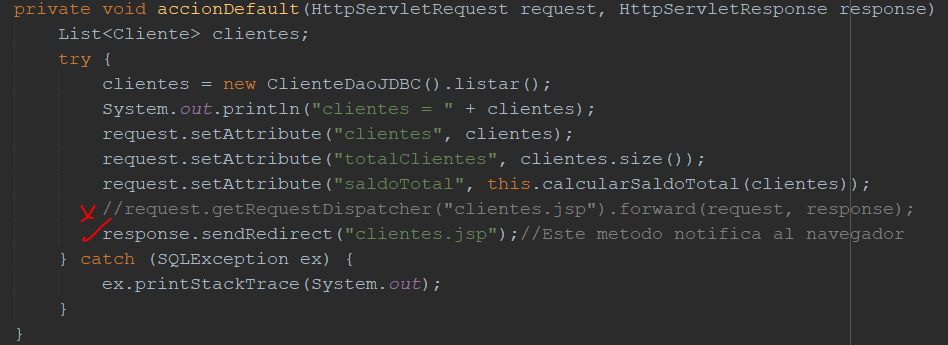 private void accionDefault(HttpServletRequest request, HttpServletResponse response)
List<Cliente> clientes;
try {
clientes = new ClienteDaoJDBC().listar();
System.out.println("clientes = " + clientes);
request.setAttribute("clientes", clientes);
request.setAttribute("totalClientes", clientes.size());
request.setAttribute("saldoTotal", this.calcularSaldoTotal(clientes));
//request.getRequestDispatcher("clientes.jsp").forward(request, response);
response.sendRedirect("clientes.jsp");//Este metodo notifica al navegador
} catch (SQLException ex) {
ex.printStackTrace(System.out);
}
}